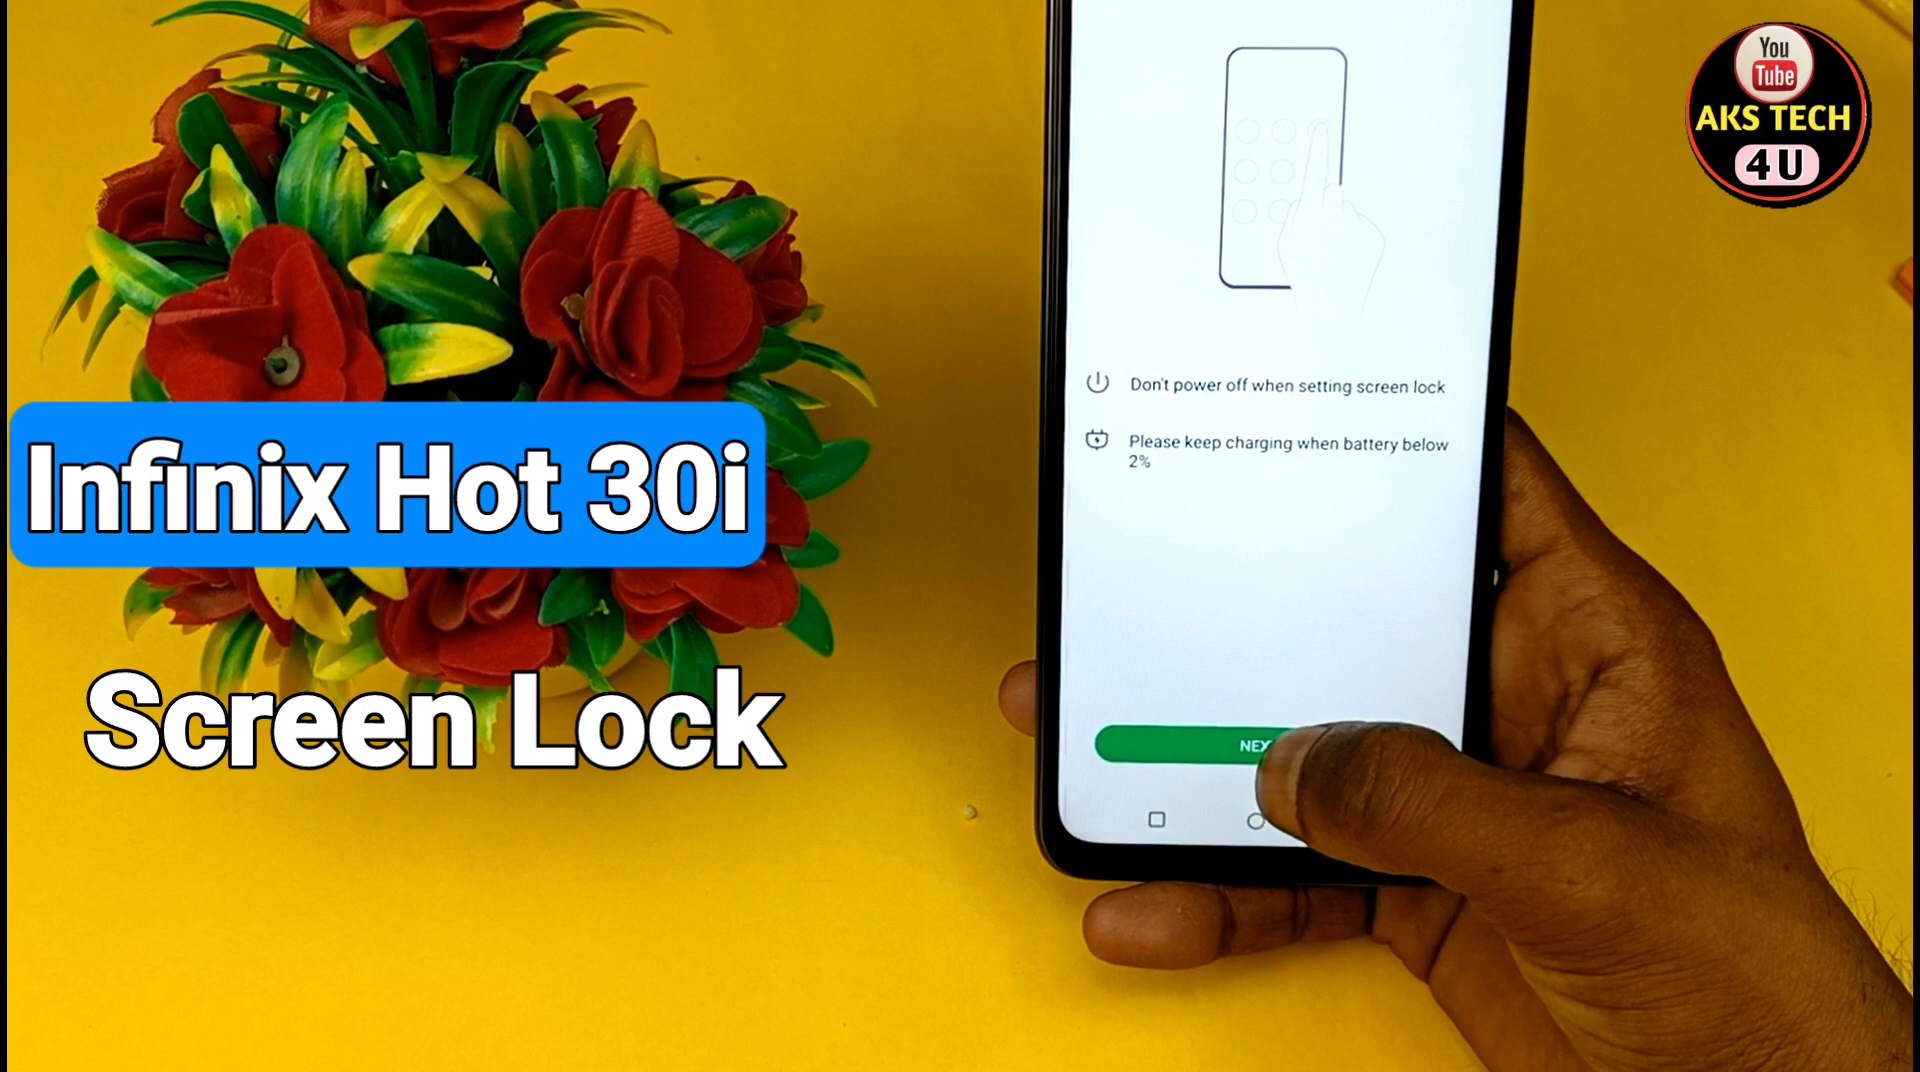 You
Tube
AKS TECH
4 U
Don't power off when setting screen lock
Please keep charging when battery below
2%
Infinix Hot 30i
Screen Lock